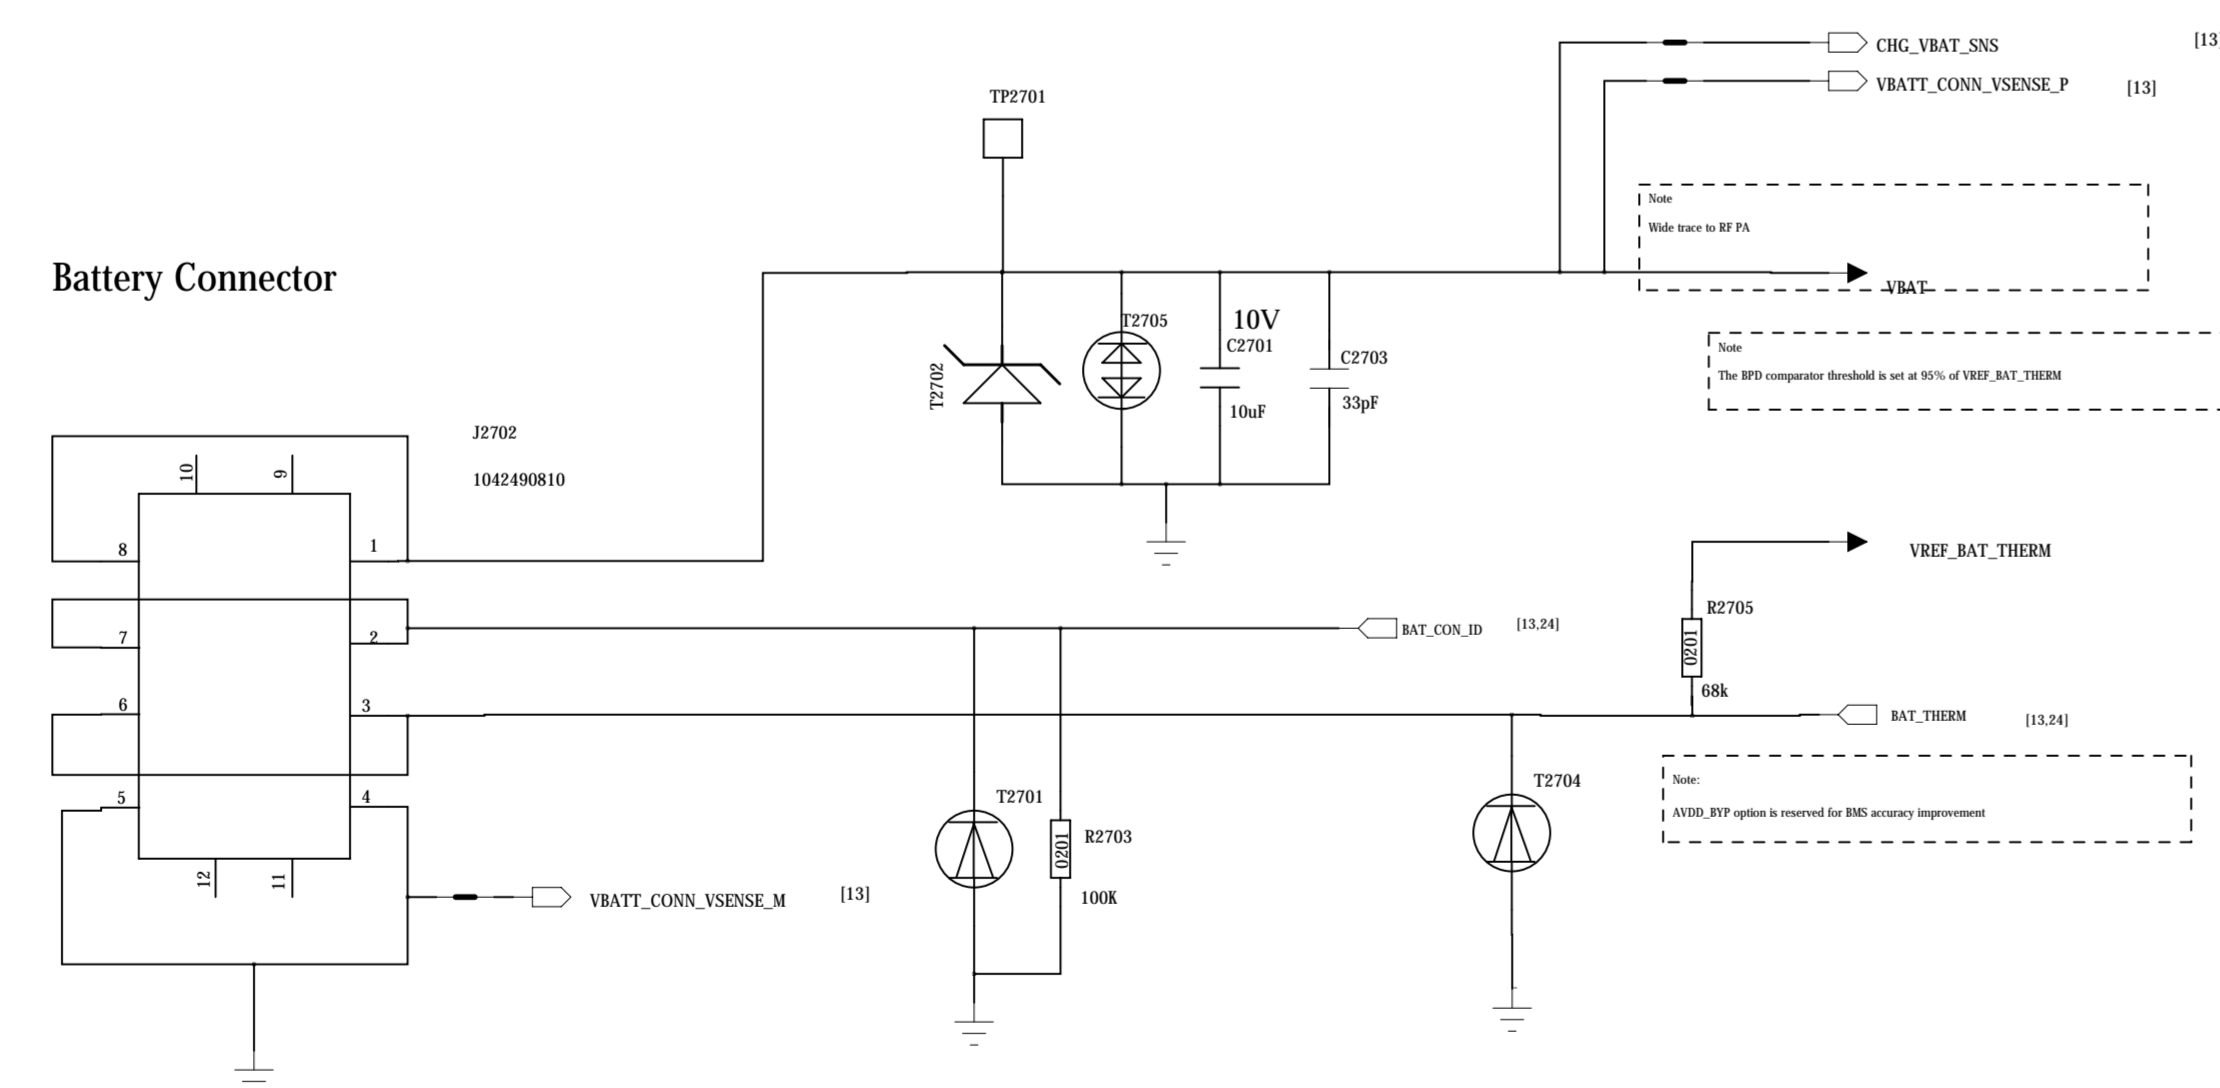 CHG_VBAT_SNS
[13]
VBATT_CONN_VSENSE_P
[13]
TP2701
Note
Wide trace to RF PA
Battery Connector
VBAT
T2705
10V
C2701
10uF
C2703
33pF
T2702
Note
The BPD comparator threshold is set at 95% of VREF_BAT_THERM
J2702
1042490810
10
9
8
1
7
2
6
3
5
4
12
11
VREF_BAT_THERM
R2705
0201
68k
BAT_CON_ID
[13,24]
BAT_THERM
[13,24]
Note:
AVDD_BYP option is reserved for BMS accuracy improvement
T2704
T2701
R2703
0201
100K
VBATT_CONN_VSENSE_M
[13]